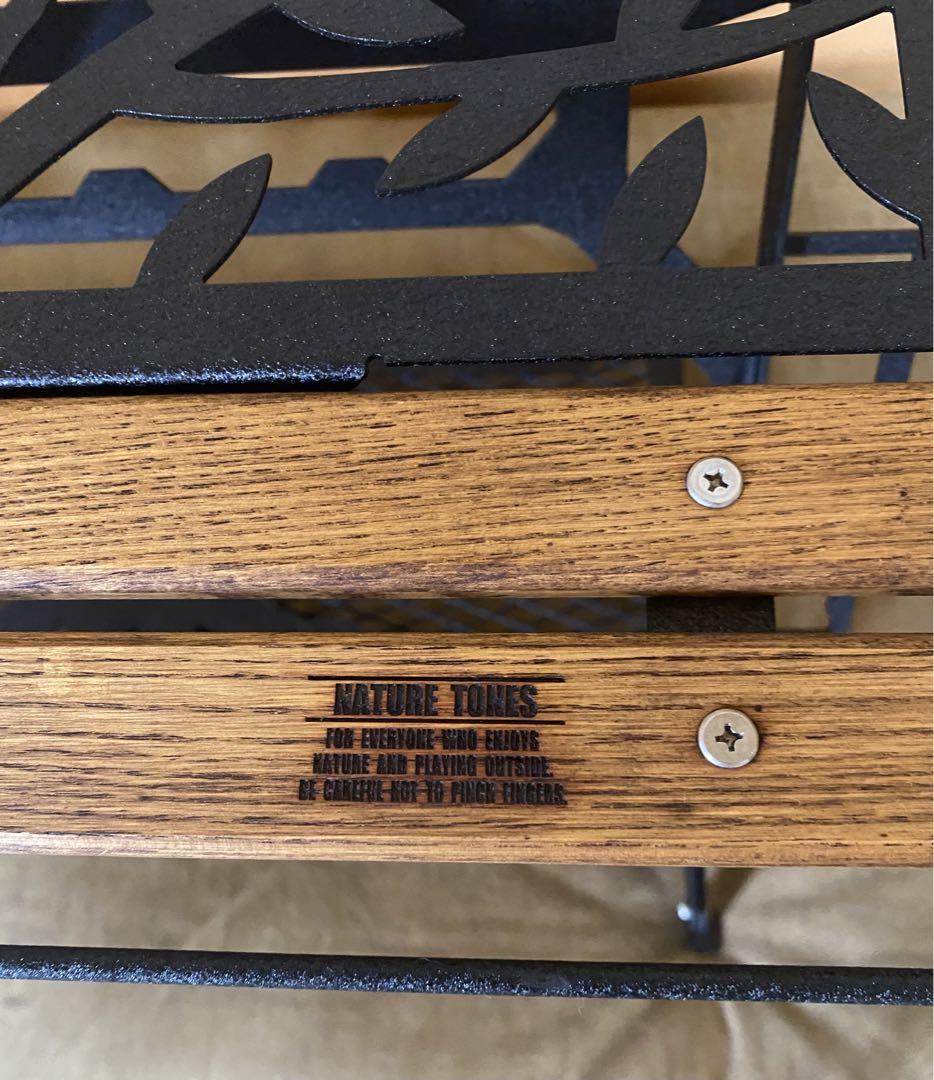 NATURE TONES
FOR EVERYONE WHO ENJOYS
NATURE AND PLAYING OUTSIDE.
BE CAREFUL NOT TO PINCH FINGERS.